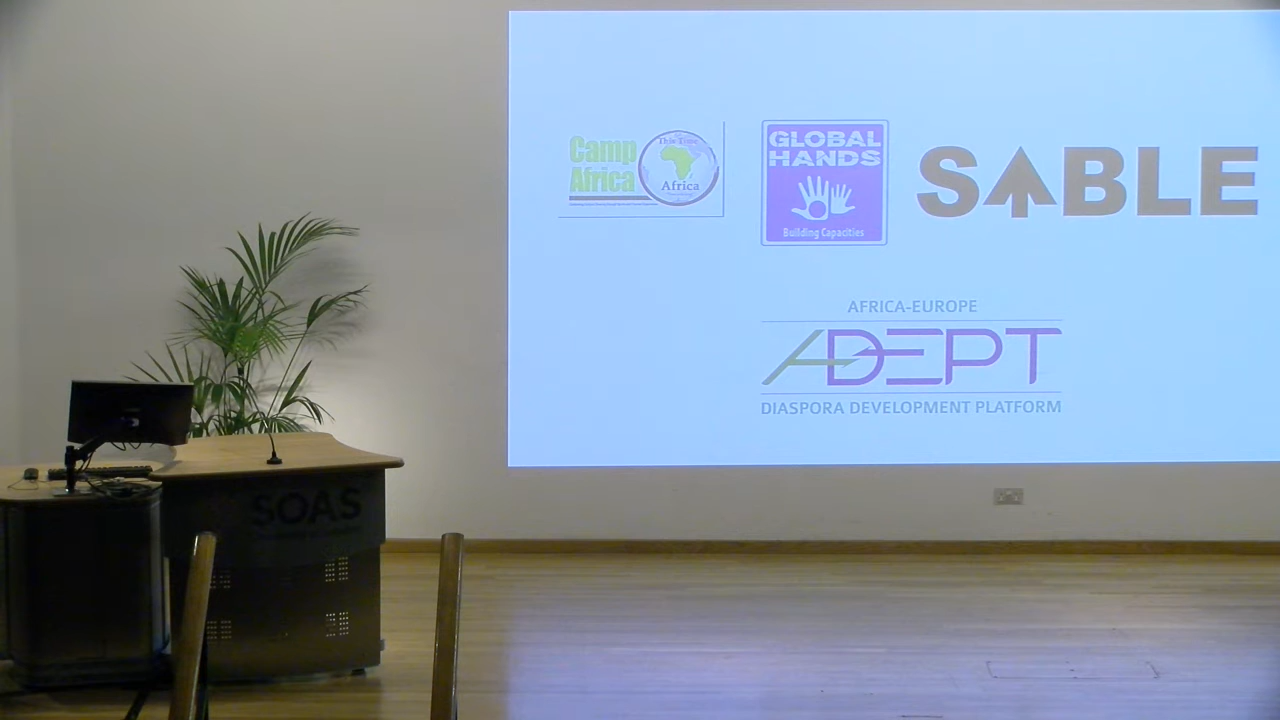 Camp
Africa
This Time
Africa
GLOBAL
HANDS
Building Capacities
SABLE
AFRICA-EUROPE
ADEPT
DIASPORA DEVELOPMENT PLATFORM
SOAS